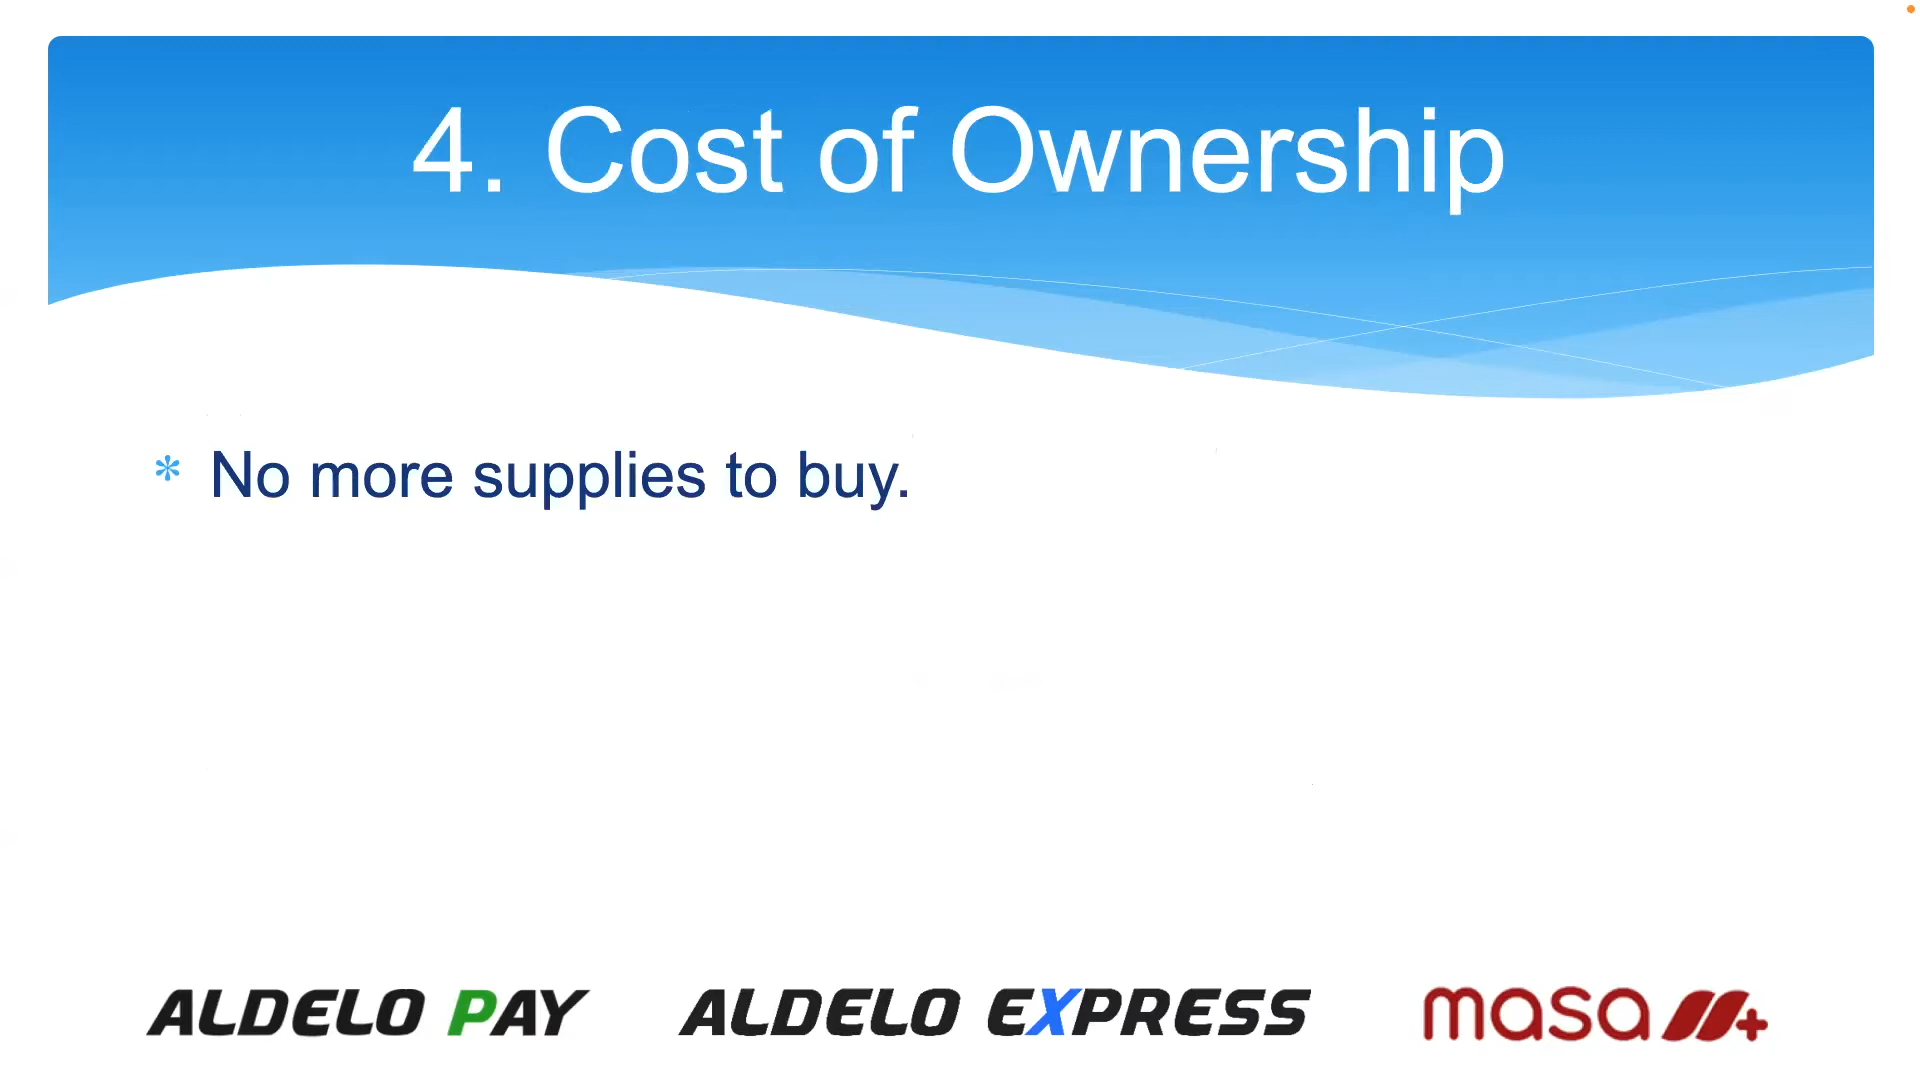 4. Cost of Ownership
* No more supplies to buy.
ALDELO PAY
ALDELO EXPRESS
masa